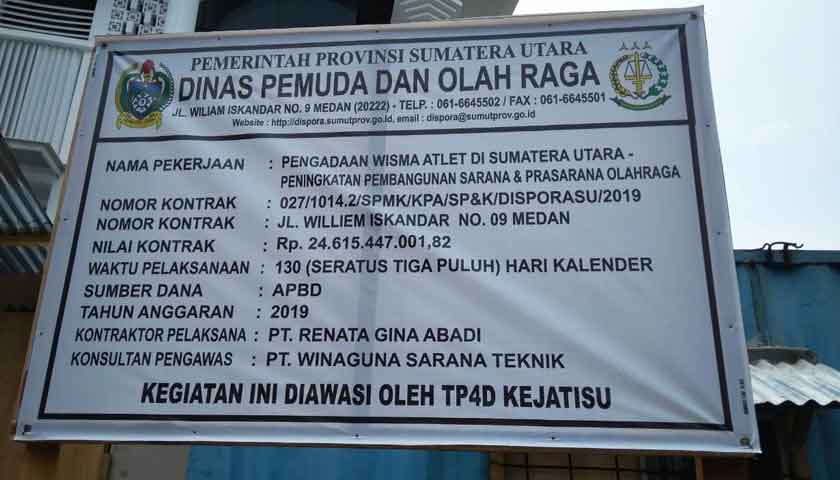 PEMERINTAH PROVINSI SUMATERA UTARA
DINAS PEMUDA DAN OLAH RAGA
JL. WILIAM ISKANDAR NO. 9 MEDAN (20222) - TELP. : 061-6645502 / FAX : 061-6645501
Website : http://dispora.sumutprov.go.id, email : dispora@sumutprov.go.id
NAMA PEKERJAAN : PENGADAAN WISMA ATLET DI SUMATERA UTARA -
PENINGKATAN PEMBANGUNAN SARANA & PRASARANA OLAHRAGA
NOMOR KONTRAK : 027/1014.2/SPMK/KPA/SP&K/DISPORASU/2019
NOMOR KONTRAK : JL. WILLIEM ISKANDAR NO. 09 MEDAN
NILAI KONTRAK : Rp. 24.615.447.001,82
WAKTU PELAKSANAAN : 130 (SERATUS TIGA PULUH) HARI KALENDER
SUMBER DANA : APBD
TAHUN ANGGARAN : 2019
KONTRAKTOR PELAKSANA : PT. RENATA GINA ABADI
KONSULTAN PENGAWAS : PT. WINAGUNA SARANA TEKNIK
KEGIATAN INI DIAWASI OLEH TP4D KEJATISU